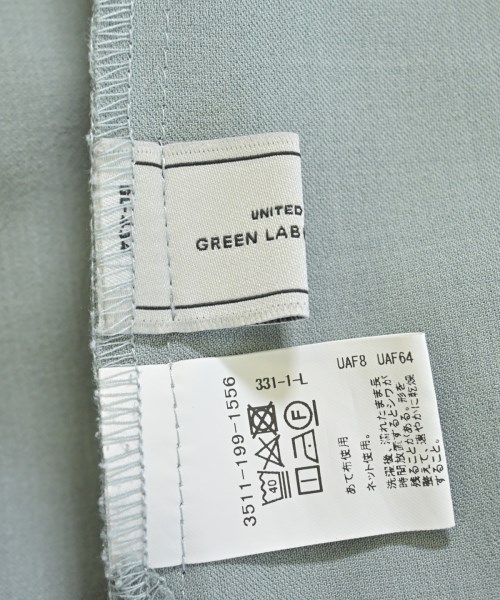 UNITED
GREEN LAB
UAF8 UAF64
331-1-L
3511-199-1556
40
F
あて布使用
ネット使用。
洗濯後、濡れたまま長
時間放置するとシワが
残ることがある。形を
整えて、速やかに乾燥
すること。